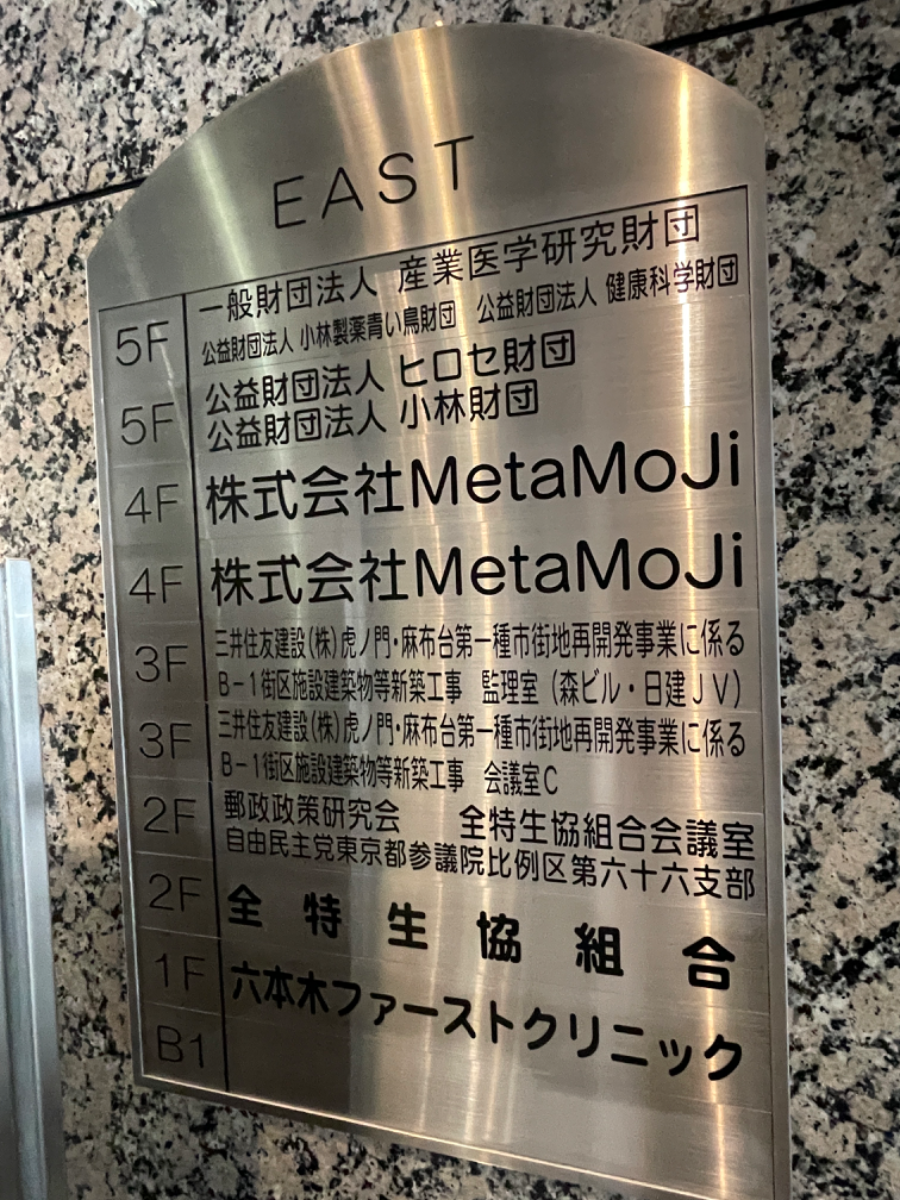 EAST
5F
一般財団法人 産業医学研究財団
公益財団法人 小林製薬青い鳥財団 公益財団法人 健康科学財団
5F
公益財団法人 ヒロセ財団
公益財団法人 小林財団
4F
株式会社MetaMoJi
4F
株式会社MetaMoJi
3F
三井住友建設(株)虎ノ門・麻布台第一種市街地再開発事業に係る
B-1街区施設建築物等新築工事 監理室(森ビル・日建JV)
3F
三井住友建設(株)虎ノ門・麻布台第一種市街地再開発事業に係る
B-1街区施設建築物等新築工事 会議室C
2F
郵政政策研究会 全特生協組合会議室
自由民主党東京都参議院比例区第六十六支部
2F
全特生協組合
1F
六本木ファーストクリニック
B1